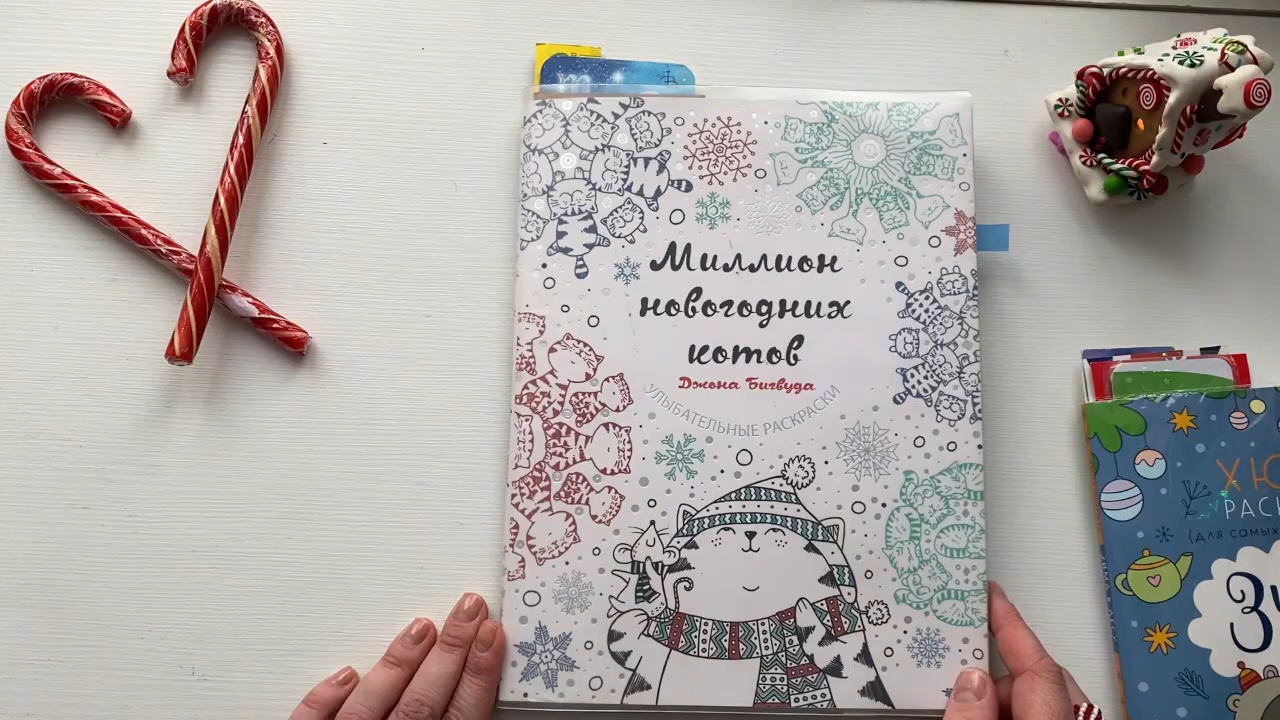 Миллион
новогодних
котов
Джона Бигвуда
УЛЫБАТЕЛЬНЫЕ РАСКРАСКИ